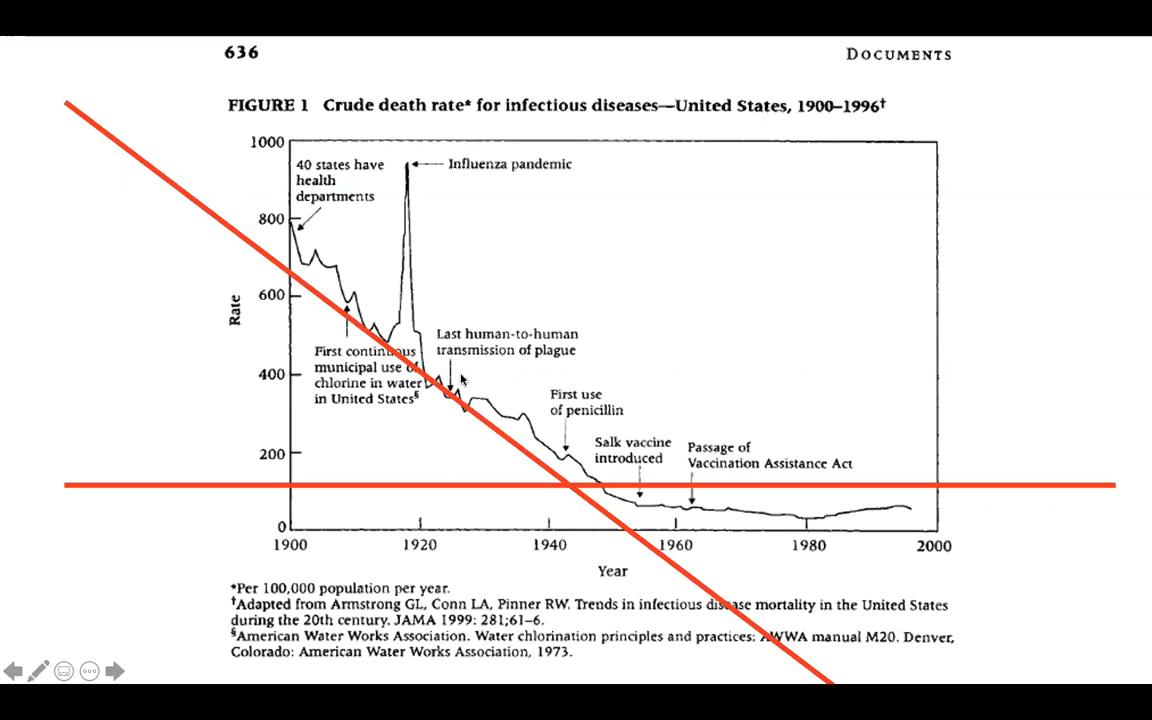 636
DOCUMENTS
FIGURE 1 Crude death rate* for infectious diseases—United States, 1900–1996†
1000
800
600
400
200
0
Rate
40 states have
health
departments
Influenza pandemic
First continuous
municipal use of
chlorine in water
in United States§
Last human-to-human
transmission of plague
First use
of penicillin
Salk vaccine
introduced
Passage of
Vaccination Assistance Act
1900
1920
1940
1960
1980
2000
Year
*Per 100,000 population per year.
†Adapted from Armstrong GL, Conn LA, Pinner RW. Trends in infectious disease mortality in the United States
during the 20th century. JAMA 1999: 281;61–6.
§American Water Works Association. Water chlorination principles and practices: AWWA manual M20. Denver,
Colorado: American Water Works Association, 1973.